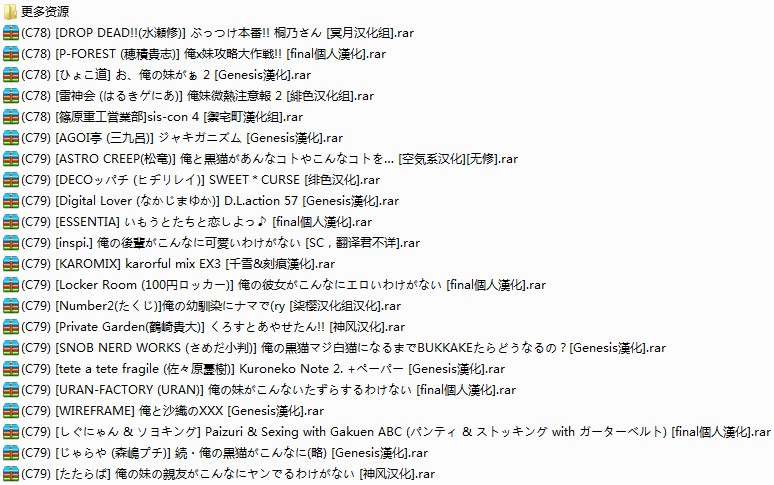 更多资源
(C78) [DROP DEAD!!(水瀬修)] ぶっつけ本番!! 桐乃さん [冥月汉化组].rar
(C78) [P-FOREST (穂積貴志)] 俺x妹攻略大作戦!! [final個人漢化].rar
(C78) [ひょこ道] お、俺の妹がぁ 2 [Genesis漢化].rar
(C78) [雷神会 (はるきゲにあ)] 俺妹微熱注意報 2 [緋色汉化组].rar
(C78) [篠原重工営業部]sis-con 4 [禦宅町漢化组].rar
(C79) [AGOI亭 (三九呂)] ジャキガニズム [Genesis漢化].rar
(C79) [ASTRO CREEP(松竜)] 俺と黒猫があんなコトやこんなコトを... [空気系汉化][无修].rar
(C79) [DECOッパチ (ヒヂリレイ)] SWEET * CURSE [绯色汉化].rar
(C79) [Digital Lover (なかじまゆか)] D.L.action 57 [Genesis漢化].rar
(C79) [ESSENTIA] いもうとたちと恋しよっ♪ [final個人漢化].rar
(C79) [inspi.] 俺の後輩がこんなに可愛いわけがない [SC，翻译君不详].rar
(C79) [KAROMIX] karorful mix EX3 [千雪&刻痕漢化].rar
(C79) [Locker Room (100円ロッカー)] 俺の彼女がこんなにエロいわけがない [final個人漢化].rar
(C79) [Number2(たくじ)]俺の幼馴染にナマで(ry [柒樱汉化组汉化].rar
(C79) [Private Garden(鶴崎貴大)] くろすとあやせたん!! [神风汉化].rar
(C79) [SNOB NERD WORKS (さめだ小判)] 俺の黒猫マジ白猫になるまでBUKKAKEたらどうなるの？[Genesis漢化].rar
(C79) [tete a tete fragile (佐々原憂樹)] Kuroneko Note 2. +ペーパー [Genesis漢化].rar
(C79) [URAN-FACTORY (URAN)] 俺の妹がこんないたずらするわけない [final個人漢化].rar
(C79) [WIREFRAME] 俺と沙織のXXX [Genesis漢化].rar
(C79) [しぐにゃん & ソヨキング] Paizuri & Sexing with Gakuen ABC (パンティ & ストッキング with ガーターベルト) [final個人漢化].rar
(C79) [じゃらや (森嶋プチ)] 続・俺の黒猫がこんなに(略) [Genesis漢化].rar
(C79) [たたらば] 俺の妹の親友がこんなにヤンでるわけがない [神风汉化].rar